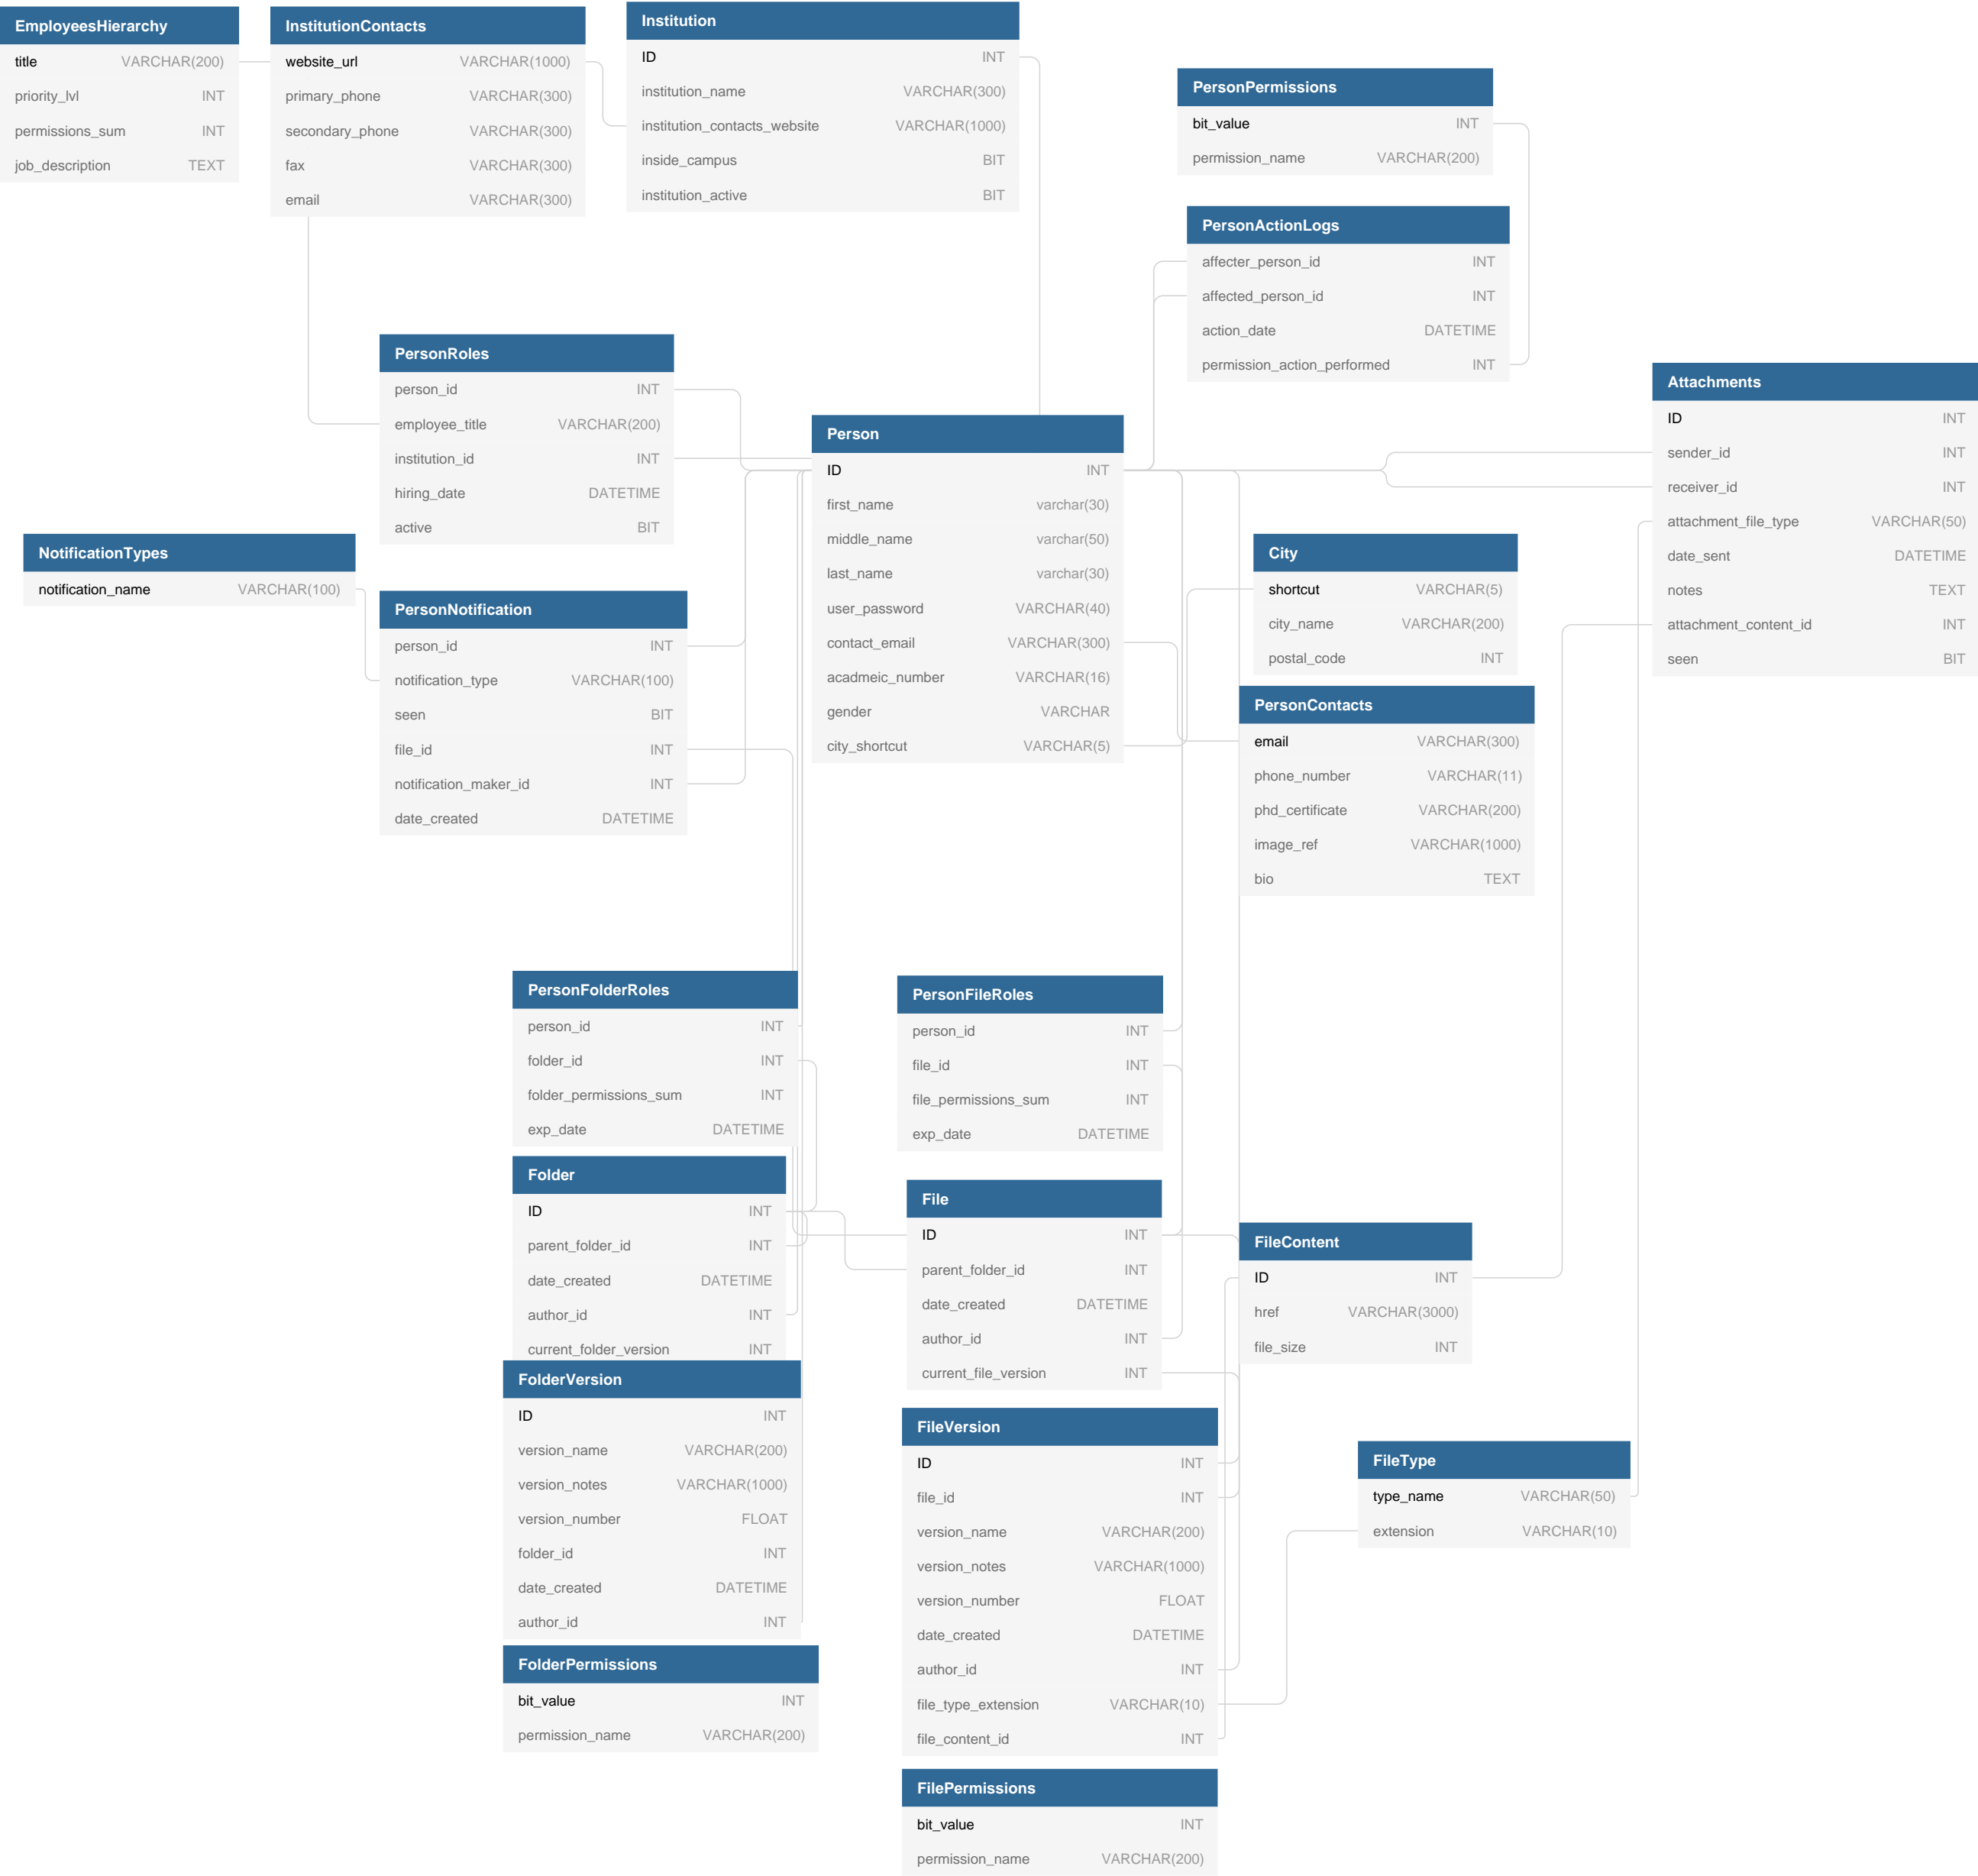 EmployeesHierarchy
title VARCHAR(200)
priority_lvl INT
permissions_sum INT
job_description TEXT
InstitutionContacts
website_url VARCHAR(1000)
primary_phone VARCHAR(300)
secondary_phone VARCHAR(300)
fax VARCHAR(300)
email VARCHAR(300)
Institution
ID INT
institution_name VARCHAR(300)
institution_contacts_website VARCHAR(1000)
inside_campus BIT
institution_active BIT
PersonPermissions
bit_value INT
permission_name VARCHAR(200)
PersonActionLogs
affecter_person_id INT
affected_person_id INT
action_date DATETIME
permission_action_performed INT
PersonRoles
person_id INT
employee_title VARCHAR(200)
institution_id INT
hiring_date DATETIME
active BIT
Person
ID INT
first_name varchar(30)
middle_name varchar(50)
last_name varchar(30)
user_password VARCHAR(40)
contact_email VARCHAR(300)
acadmeic_number VARCHAR(16)
gender VARCHAR
city_shortcut VARCHAR(5)
Attachments
ID INT
sender_id INT
receiver_id INT
attachment_file_type VARCHAR(50)
date_sent DATETIME
notes TEXT
attachment_content_id INT
seen BIT
NotificationTypes
notification_name VARCHAR(100)
PersonNotification
person_id INT
notification_type VARCHAR(100)
seen BIT
file_id INT
notification_maker_id INT
date_created DATETIME
City
shortcut VARCHAR(5)
city_name VARCHAR(200)
postal_code INT
PersonContacts
email VARCHAR(300)
phone_number VARCHAR(11)
phd_certificate VARCHAR(200)
image_ref VARCHAR(1000)
bio TEXT
PersonFolderRoles
person_id INT
folder_id INT
folder_permissions_sum INT
exp_date DATETIME
PersonFileRoles
person_id INT
file_id INT
file_permissions_sum INT
exp_date DATETIME
Folder
ID INT
parent_folder_id INT
date_created DATETIME
author_id INT
current_folder_version INT
File
ID INT
parent_folder_id INT
date_created DATETIME
author_id INT
current_file_version INT
FileContent
ID INT
href VARCHAR(3000)
file_size INT
FolderVersion
ID INT
version_name VARCHAR(200)
version_notes VARCHAR(1000)
version_number FLOAT
folder_id INT
date_created DATETIME
author_id INT
FileVersion
ID INT
file_id INT
version_name VARCHAR(200)
version_notes VARCHAR(1000)
version_number FLOAT
date_created DATETIME
author_id INT
file_type_extension VARCHAR(10)
file_content_id INT
FileType
type_name VARCHAR(50)
extension VARCHAR(10)
FolderPermissions
bit_value INT
permission_name VARCHAR(200)
FilePermissions
bit_value INT
permission_name VARCHAR(200)